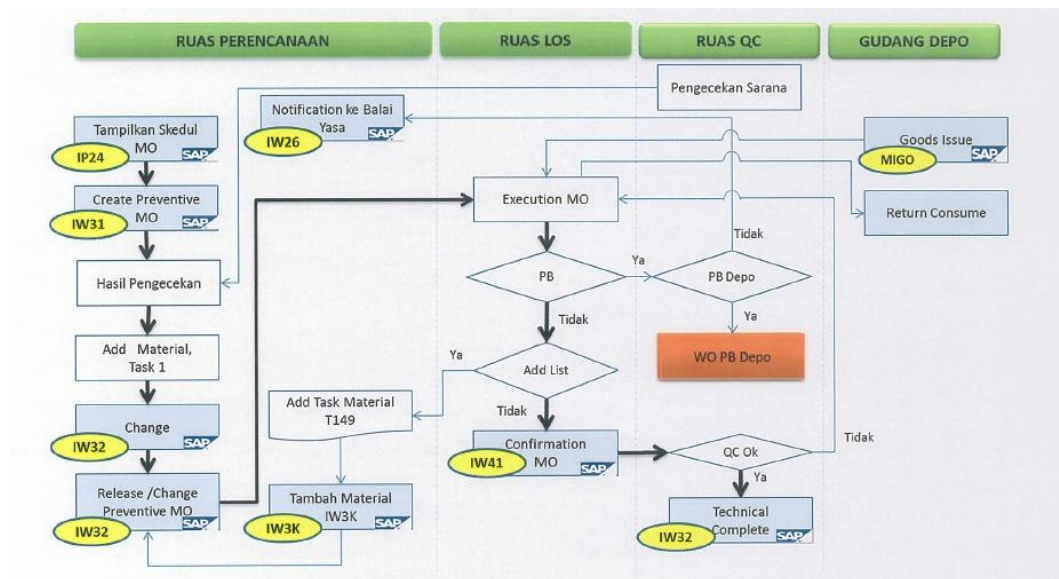 RUAS PERENCANAAN
RUAS LOS
RUAS QC
GUDANG DEPO
Pengecekan Sarana
Tampilkan Skedul
MO
SAP
IP24
Notification ke Balai
Yasa
SAP
IW26
Goods Issue
SAP
MIGO
Create Preventive
MO
SAP
IW31
Execution MO
Return Consume
Tidak
Hasil Pengecekan
PB
Ya
PB Depo
Tidak
Ya
Add Material,
Task 1
Ya
Add List
WO PB Depo
Add Task Material
T149
Tidak
Change
SAP
IW32
Confirmation
MO
SAP
IW41
QC Ok
Tidak
Ya
Release /Change
Preventive MO
SAP
IW32
Tambah Material
IW3K
SAP
IW3K
Technical
Complete
SAP
IW32